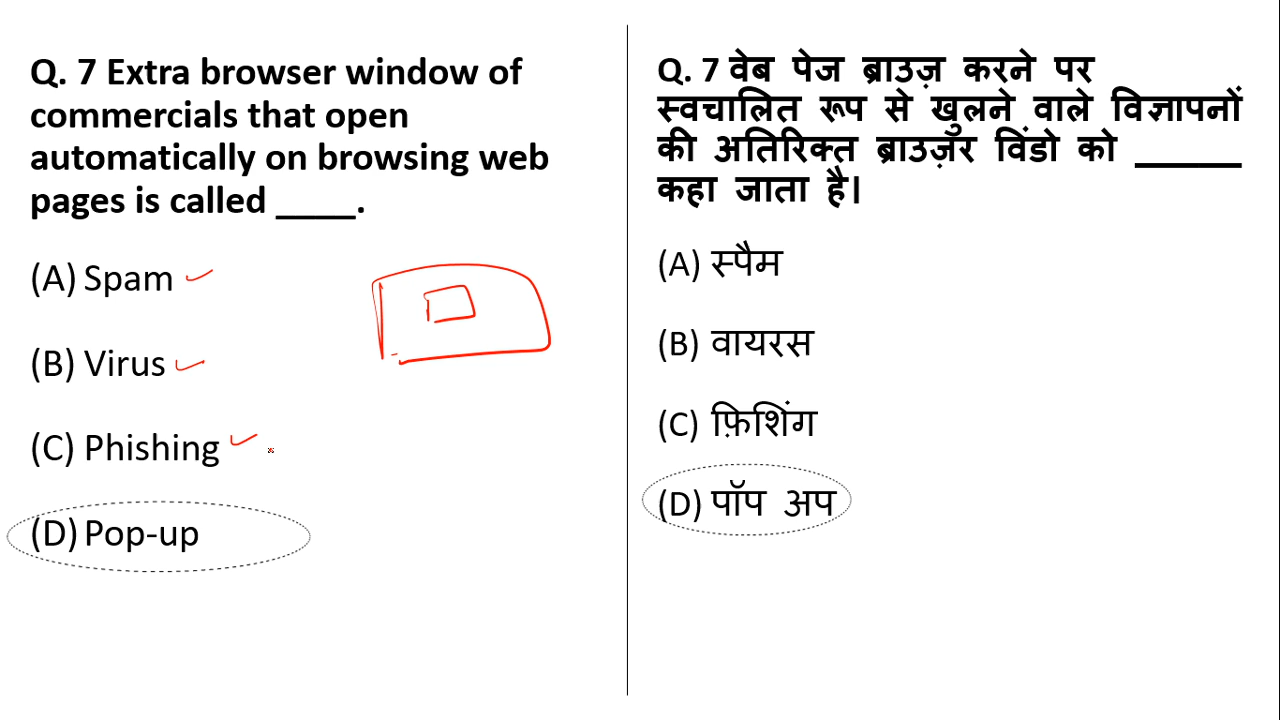 Q. 7 Extra browser window of
commercials that open
automatically on browsing web
pages is called ____.
(A) Spam
(B) Virus
(C) Phishing
(D) Pop-up
Q. 7 वेब पेज ब्राउज़ करने पर
स्वचालित रूप से खुलने वाले विज्ञापनों
की अतिरिक्त ब्राउज़र विंडो को ______
कहा जाता है।
(A) स्पैम
(B) वायरस
(C) फ़िशिंग
(D) पॉप अप